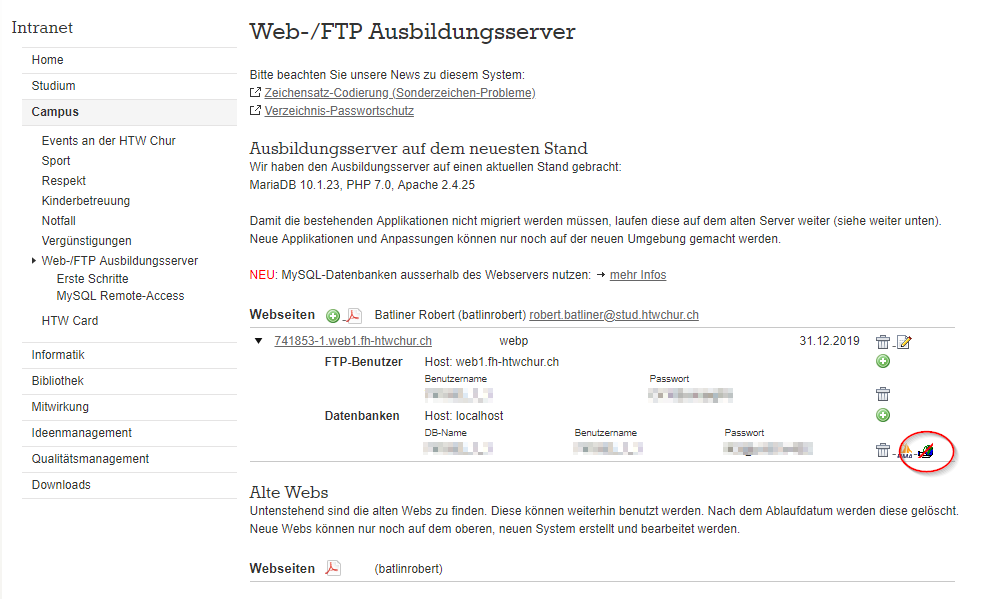 Intranet
Home
Studium
Campus
Events an der HTW Chur
Sport
Respekt
Kinderbetreuung
Notfall
Vergünstigungen
Web-/FTP Ausbildungsserver
Erste Schritte
MySQL Remote-Access
HTW Card
Informatik
Bibliothek
Mitwirkung
Ideenmanagement
Qualitätsmanagement
Downloads
Web-/FTP Ausbildungsserver
Bitte beachten Sie unsere News zu diesem System:
Zeichensatz-Codierung (Sonderzeichen-Probleme)
Verzeichnis-Passwortschutz
Ausbildungsserver auf dem neuesten Stand
Wir haben den Ausbildungsserver auf einen aktuellen Stand gebracht:
MariaDB 10.1.23, PHP 7.0, Apache 2.4.25
Damit die bestehenden Applikationen nicht migriert werden müssen, laufen diese auf dem alten Server weiter (siehe weiter unten).
Neue Applikationen und Anpassungen können nur noch auf der neuen Umgebung gemacht werden.
NEU: MySQL-Datenbanken ausserhalb des Webservers nutzen: → mehr Infos
Webseiten Batliner Robert (batlinrobert) robert.batliner@stud.htwchur.ch
741853-1.web1.fh-htwchur.ch webp 31.12.2019
FTP-Benutzer Host: web1.fh-htwchur.ch
Benutzername Passwort
Datenbanken Host: localhost
DB-Name Benutzername Passwort
Alte Webs
Untenstehend sind die alten Webs zu finden. Diese können weiterhin benutzt werden. Nach dem Ablaufdatum werden diese gelöscht.
Neue Webs können nur noch auf dem oberen, neuen System erstellt und bearbeitet werden.
Webseiten (batlinrobert)